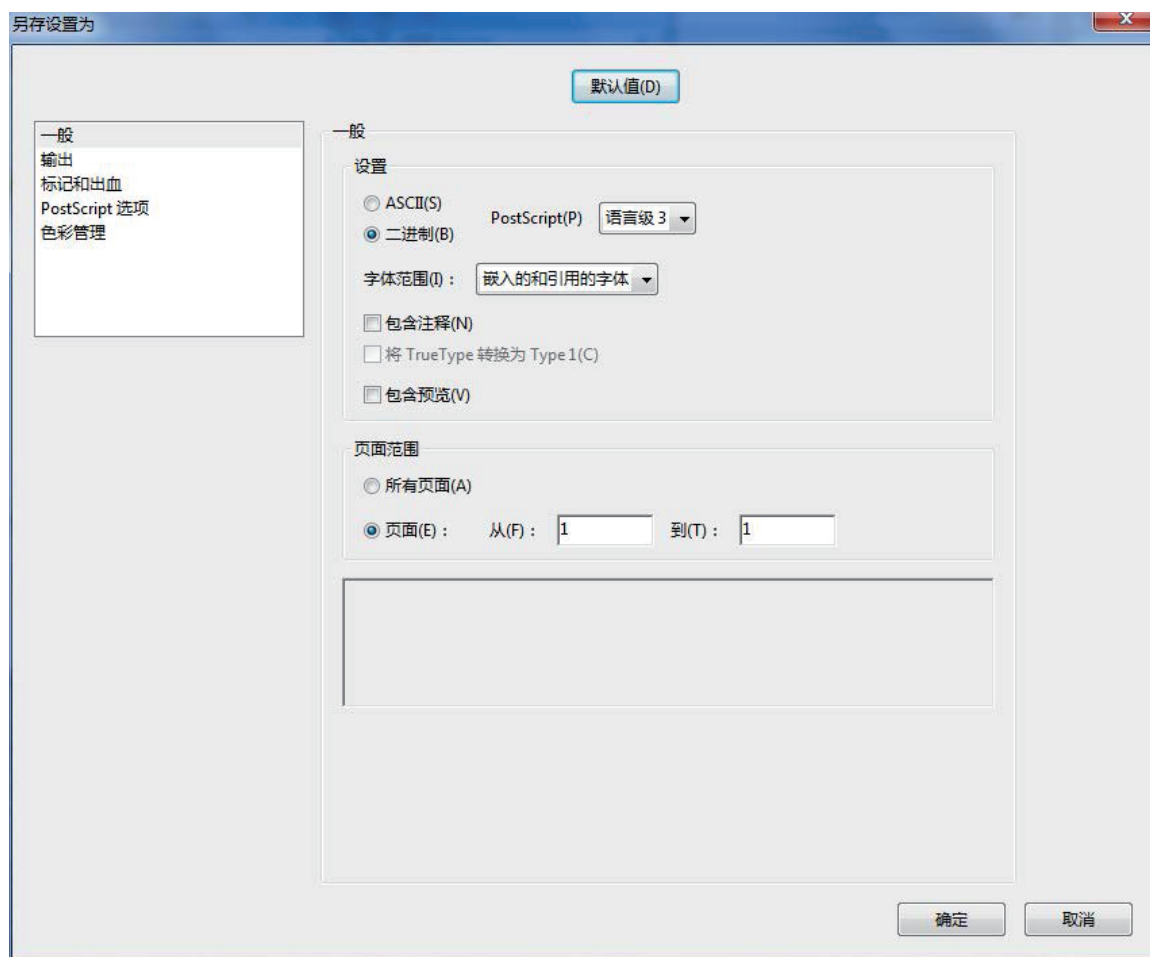 另存设置为
默认值(D)
一般
输出
标记和出血
PostScript 选项
色彩管理
一般
设置
ASCII(S)
二进制(B)
PostScript(P) 语言级 3
字体范围(I)： 嵌入的和引用的字体
包含注释(N)
将 TrueType 转换为 Type 1(C)
包含预览(V)
页面范围
所有页面(A)
页面(E)： 从(F)： 1 到(T)： 1
确定 取消